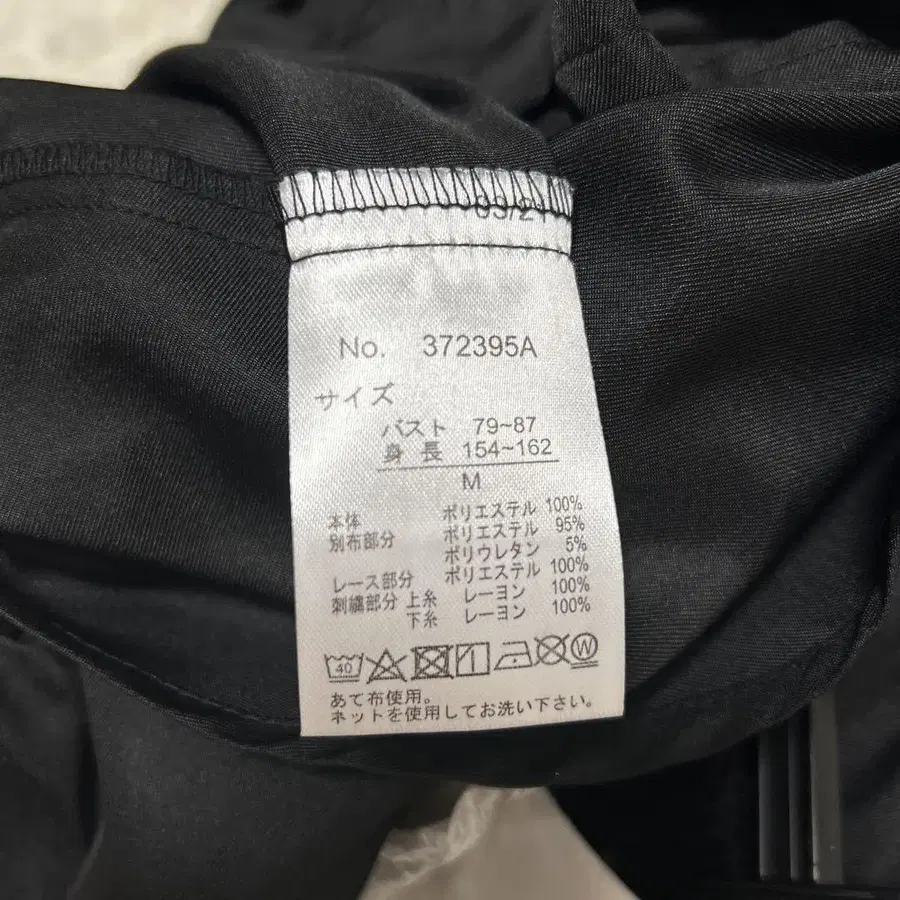 03/21
No. 372395A
サイズ
バスト 79~87
身長 154~162
M
本体 ポリエステル 100%
別布部分 ポリエステル 95%
ポリウレタン 5%
レース部分 ポリエステル 100%
刺繍部分 上糸 レーヨン 100%
下糸 レーヨン 100%
40 W
あて布使用。
ネットを使用してお洗い下さい。